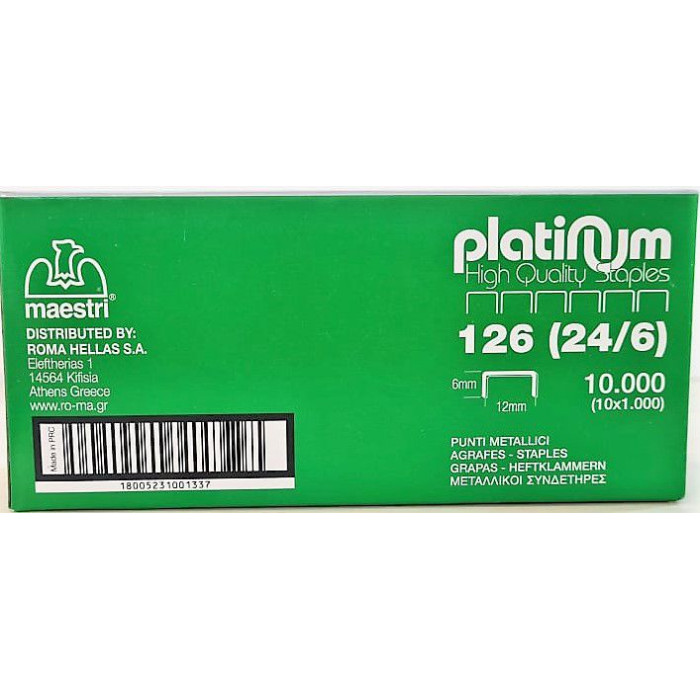 maestri®
DISTRIBUTED BY:
ROMA HELLAS S.A.
Eleftherias 1
14564 Kifisia
Athens Greece
www.ro-ma.gr
Made in PRC
18005231001337
platinum
High Quality Staples
126 (24/6)
6mm
12mm
10.000
(10x1.000)
PUNTI METALLICI
AGRAFES - STAPLES
GRAPAS - HEFTKLAMMERN
ΜΕΤΑΛΛΙΚΟΙ ΣΥΝΔΕΤΗΡΕΣ